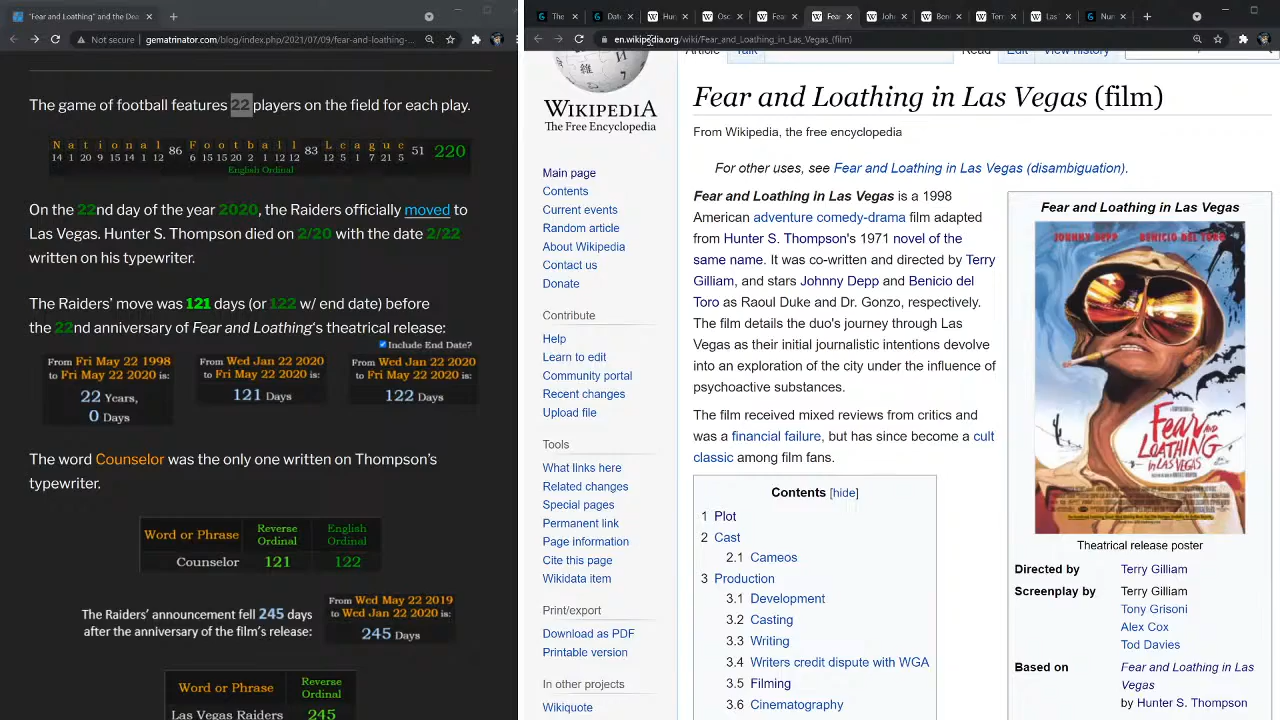 "Fear and Loathing" and the Dea
Not secure
gematrinator.com/blog/index.php/2021/07/09/fear-and-loathing-...
The game of football features 22 players on the field for each play.
N a t i o n a l 86 F o o t b a l l 83 L e a g u e 51 220
14 1 20 9 15 14 1 12 6 15 15 20 2 1 12 12 12 5 1 7 21 5
English Ordinal
On the 22nd day of the year 2020, the Raiders officially moved to
Las Vegas. Hunter S. Thompson died on 2/20 with the date 2/22
written on his typewriter.
The Raiders' move was 121 days (or 122 w/ end date) before
the 22nd anniversary of Fear and Loathing's theatrical release:
Include End Date?
From Fri May 22 1998
to Fri May 22 2020 is:
22 Years,
0 Days
From Wed Jan 22 2020
to Fri May 22 2020 is:
121 Days
From Wed Jan 22 2020
to Fri May 22 2020 is:
122 Days
The word Counselor was the only one written on Thompson's
typewriter.
Word or Phrase
Reverse
Ordinal
English
Ordinal
Counselor 121 122
The Raiders' announcement fell 245 days
after the anniversary of the film's release:
From Wed May 22 2019
to Wed Jan 22 2020 is:
245 Days
Word or Phrase
Reverse
Ordinal
Las Vegas Raiders 245
The
Date
Hun
Osc
Fea
Fea
Joh
Ben
Terr
Las
Nun
en.wikipedia.org/wiki/Fear_and_Loathing_in_Las_Vegas_(film)
Article Talk
Read Edit View history
WIKIPEDIA
The Free Encyclopedia
Main page
Contents
Current events
Random article
About Wikipedia
Contact us
Donate
Contribute
Help
Learn to edit
Community portal
Recent changes
Upload file
Tools
What links here
Related changes
Special pages
Permanent link
Page information
Cite this page
Wikidata item
Print/export
Download as PDF
Printable version
In other projects
Wikiquote
Fear and Loathing in Las Vegas (film)
From Wikipedia, the free encyclopedia
For other uses, see Fear and Loathing in Las Vegas (disambiguation).
Fear and Loathing in Las Vegas is a 1998
American adventure comedy-drama film adapted
from Hunter S. Thompson's 1971 novel of the
same name. It was co-written and directed by Terry
Gilliam, and stars Johnny Depp and Benicio del
Toro as Raoul Duke and Dr. Gonzo, respectively.
The film details the duo's journey through Las
Vegas as their initial journalistic intentions devolve
into an exploration of the city under the influence of
psychoactive substances.
The film received mixed reviews from critics and
was a financial failure, but has since become a cult
classic among film fans.
Contents [hide]
1 Plot
2 Cast
2.1 Cameos
3 Production
3.1 Development
3.2 Casting
3.3 Writing
3.4 Writers credit dispute with WGA
3.5 Filming
3.6 Cinematography
Fear and Loathing in Las Vegas
JOHNNY DEPP BENICIO DEL TORO
FEAR AND
LOATHING
IN LAS VEGAS
Theatrical release poster
Directed by Terry Gilliam
Screenplay by Terry Gilliam
Tony Grisoni
Alex Cox
Tod Davies
Based on Fear and Loathing in Las
Vegas
by Hunter S. Thompson